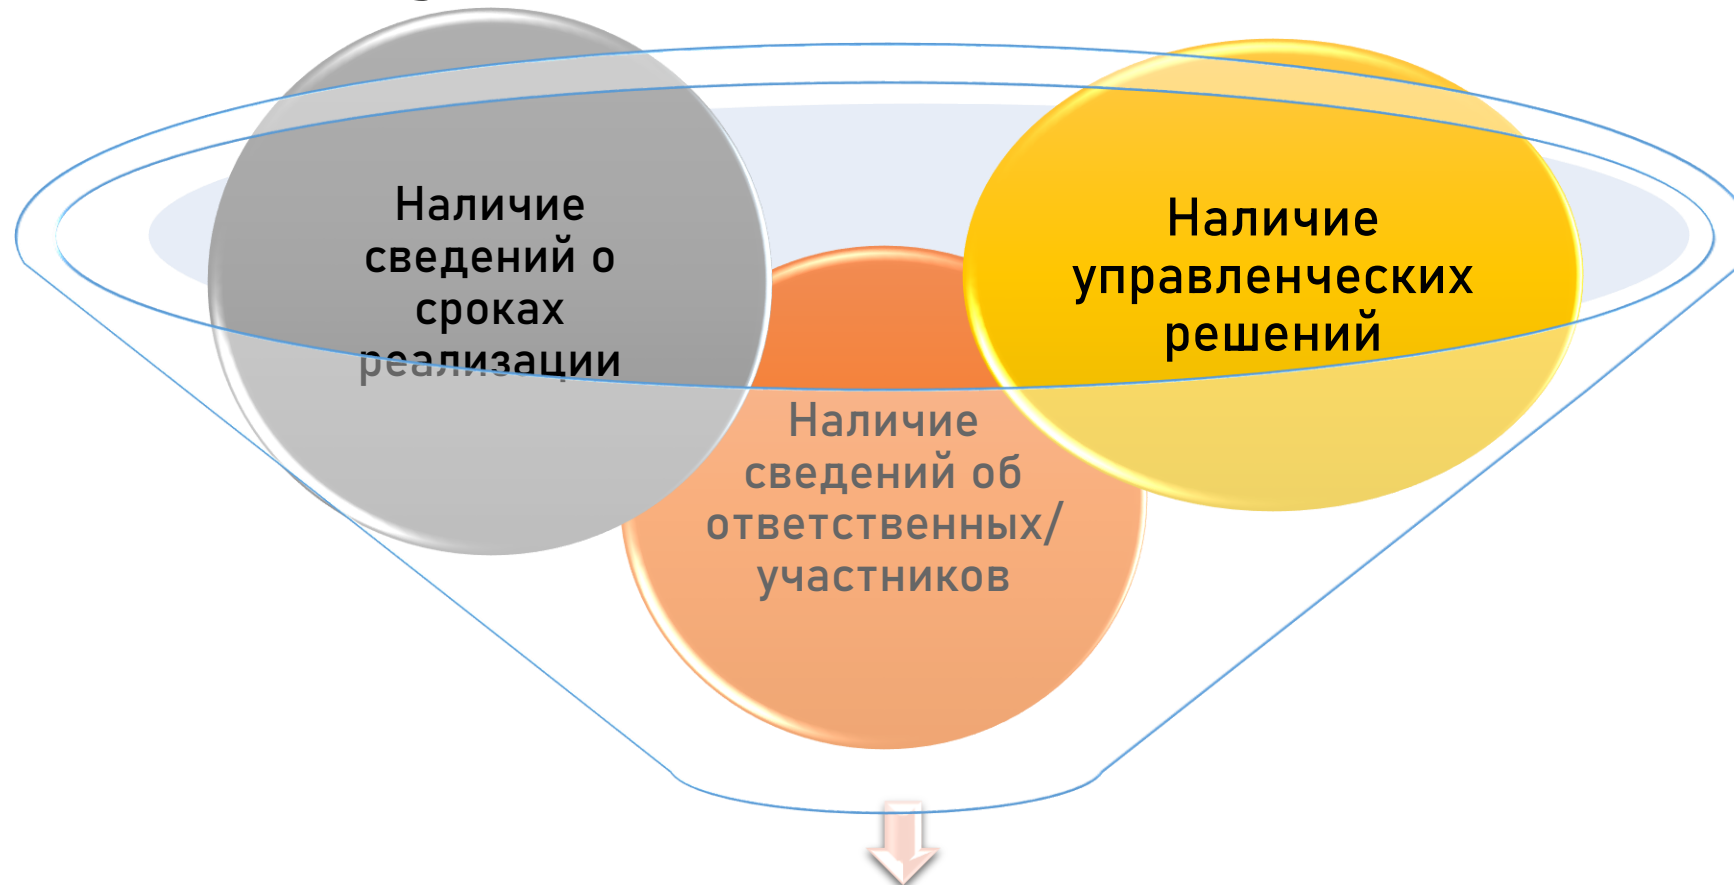 Наличие
сведений о
сроках
реализации
Наличие
управленческих
решений
Наличие
сведений об
ответственных/
участников